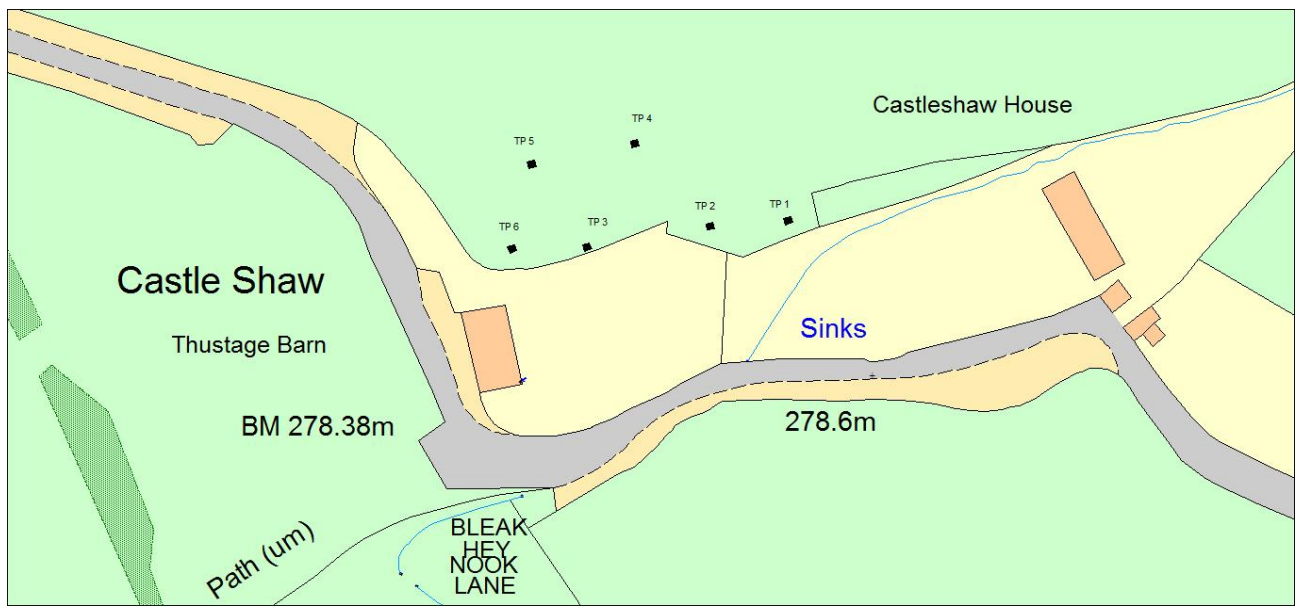 Castleshaw House
TP 4
TP 5
TP 1
TP 2
TP 3
TP 6
Castle Shaw
Sinks
Thustage Barn
BM 278.38m
278.6m
BLEAK
HEY
NOOK
LANE
Path (um)